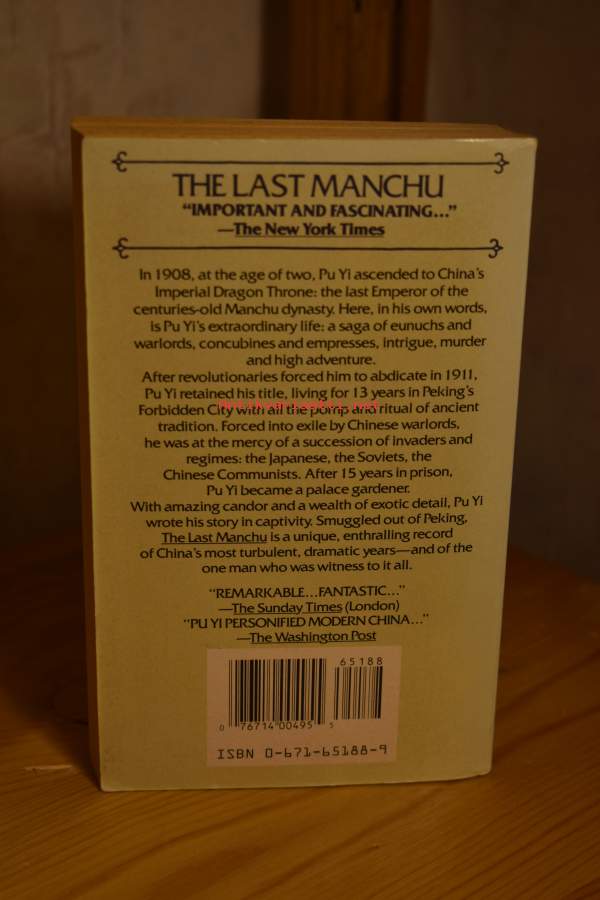 THE LAST MANCHU
“IMPORTANT AND FASCINATING...”
—The New York Times
In 1908, at the age of two, Pu Yi ascended to China’s
Imperial Dragon Throne: the last Emperor of the
centuries-old Manchu dynasty. Here, in his own words,
is Pu Yi’s extraordinary life: a saga of eunuchs and
warlords, concubines and empresses, intrigue, murder
and high adventure.
After revolutionaries forced him to abdicate in 1911,
Pu Yi retained his title, living for 13 years in Peking’s
Forbidden City with all the pomp and ritual of ancient
tradition. Forced into exile by Chinese warlords,
he was at the mercy of a succession of invaders and
regimes: the Japanese, the Soviets, the
Chinese Communists. After 15 years in prison,
Pu Yi became a palace gardener.
With amazing candor and a wealth of exotic detail, Pu Yi
wrote his story in captivity. Smuggled out of Peking,
The Last Manchu is a unique, enthralling record
of China’s most turbulent, dramatic years—and of the
one man who was witness to it all.
“REMARKABLE...FANTASTIC...”
—The Sunday Times (London)
“PU YI PERSONIFIED MODERN CHINA...”
—The Washington Post
65188
0 76714 00495 5
ISBN 0-671-65188-9